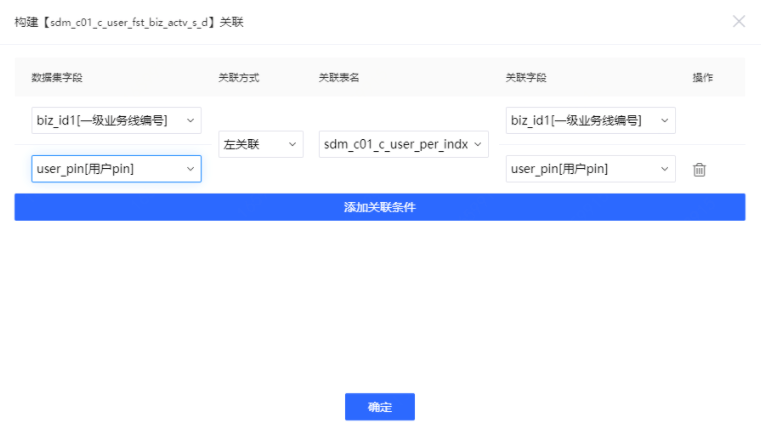 构建【sdm_c01_c_user_fst_biz_actv_s_d】关联
数据集字段 关联方式 关联表名 关联字段 操作
biz_id1[一级业务线编号] biz_id1[一级业务线编号]
左关联 sdm_c01_c_user_per_indx
user_pin[用户pin] user_pin[用户pin]
添加关联条件
确定